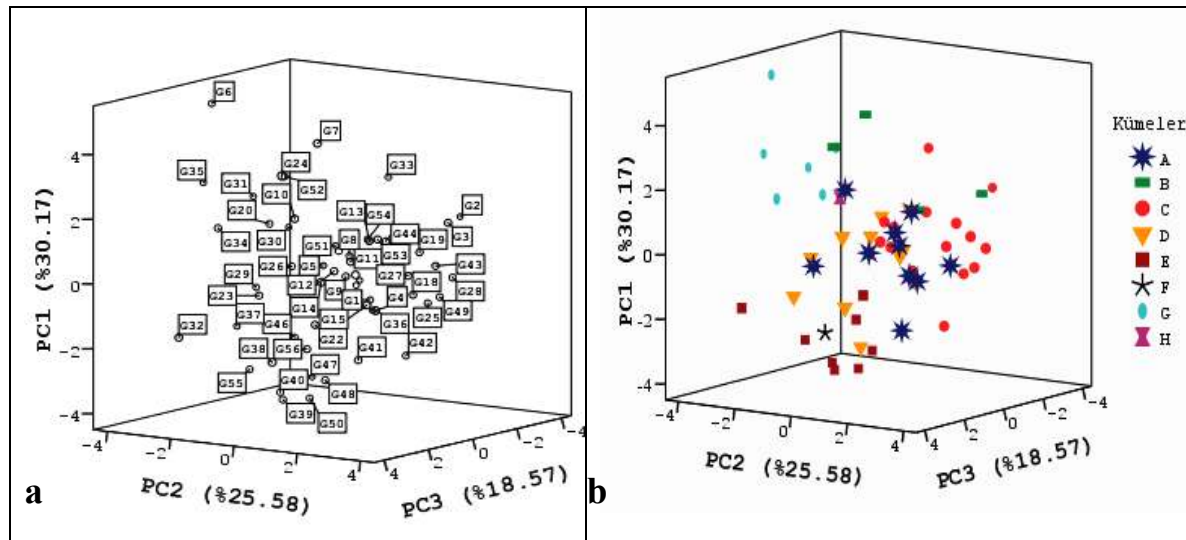 G6
G7
G24
G33
G35
G31
G10
G52
G2
G20
G13
G54
G3
G34
G30
G51
G8
G44
G19
G53
G43
G29
G26
G5
G11
G27
G18
G28
G23
G12
G9
G1
G4
G49
G14
G15
G25
G32
G37
G46
G22
G36
G38
G56
G41
G42
G55
G47
G40
G48
G39
G50
4
2
0
-2
-4
PC1 (%30.17)
-4
-2
0
2
4
PC2 (%25.58)
4
2
0
-2
-4
PC3 (%18.57)
a
4
2
0
-2
-4
PC1 (%30.17)
-4
-2
0
2
4
PC2 (%25.58)
4
2
0
-2
-4
PC3 (%18.57)
b
Kümeler
A
B
C
D
E
F
G
H